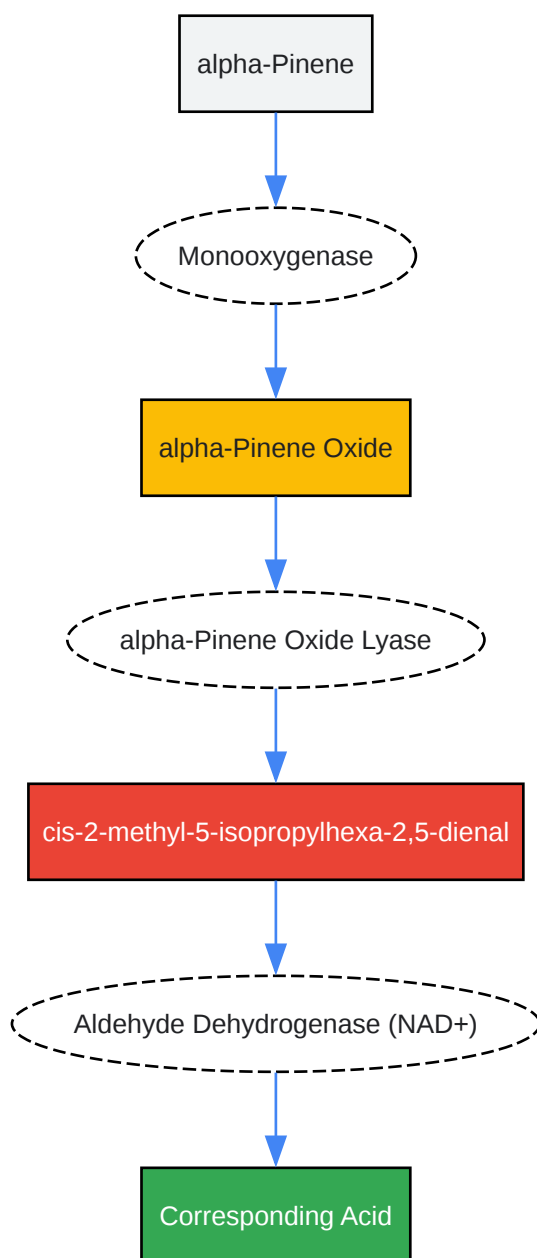 alpha-Pinene
Monooxygenase
alpha-Pinene Oxide
alpha-Pinene Oxide Lyase
cis-2-methyl-5-isopropylhexa-2,5-dienal
Aldehyde Dehydrogenase (NAD+)
Corresponding Acid